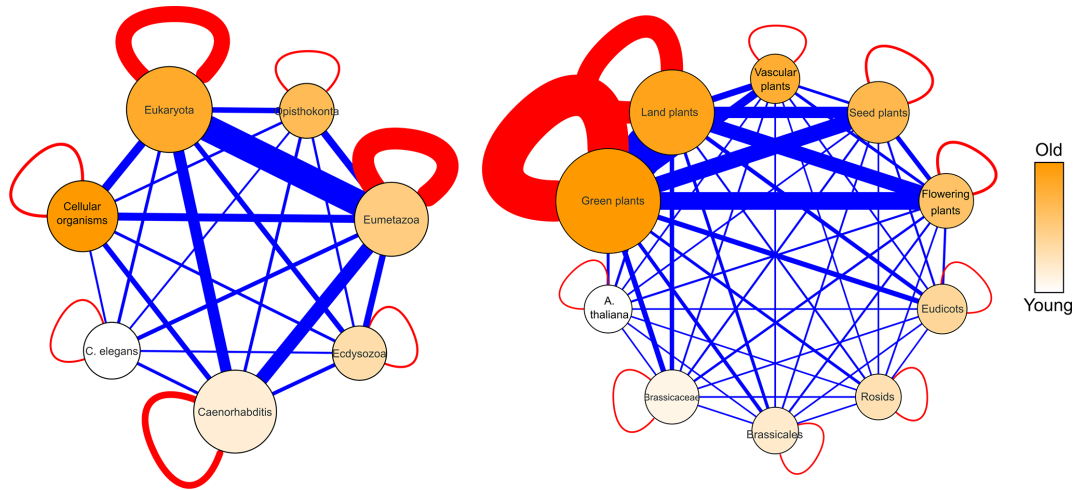 Eukaryota
Opisthokonta
Cellular
organisms
Eumetazoa
C. elegans
Ecdysozoa
Caenorhabditis
Vascular
plants
Land plants
Seed plants
Green plants
Flowering
plants
A.
thaliana
Eudicots
Brassicaceae
Rosids
Brassicales
Old
Young